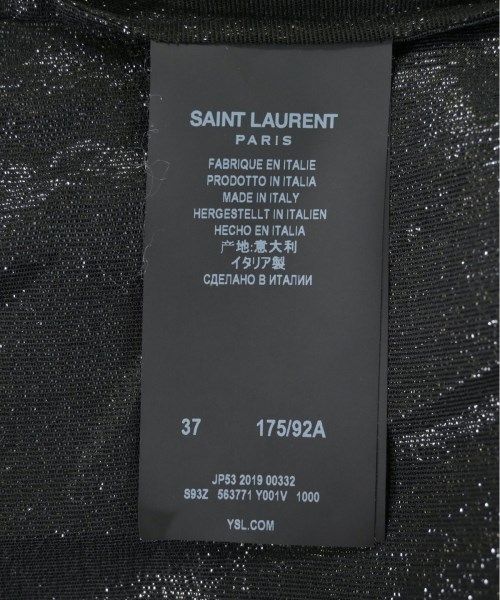 SAINT LAURENT
PARIS
FABRIQUE EN ITALIE
PRODOTTO IN ITALIA
MADE IN ITALY
HERGESTELLT IN ITALIEN
HECHO EN ITALIA
产地:意大利
イタリア製
СДЕЛАНО В ИТАЛИИ
37 175/92A
JP53 2019 00332
S93Z 563771 Y001V 1000
YSL.COM